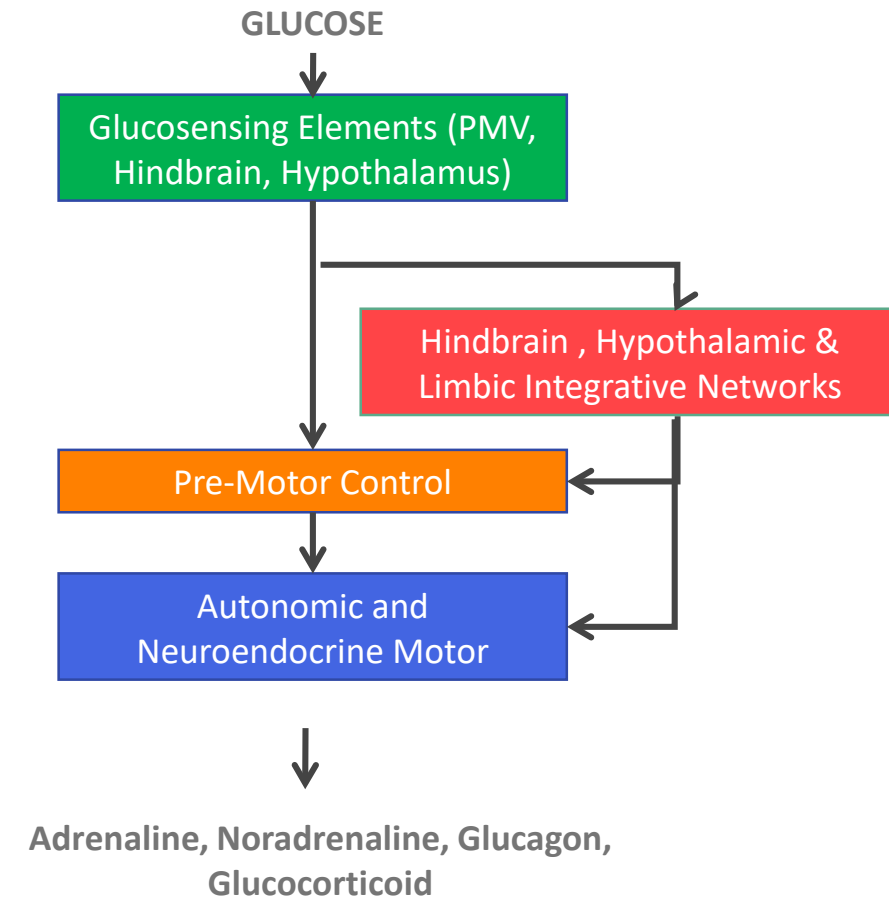 GLUCOSE
Glucosensing Elements (PMV,
Hindbrain, Hypothalamus)
Hindbrain , Hypothalamic &
Limbic Integrative Networks
Pre-Motor Control
Autonomic and
Neuroendocrine Motor
Adrenaline, Noradrenaline, Glucagon,
Glucocorticoid